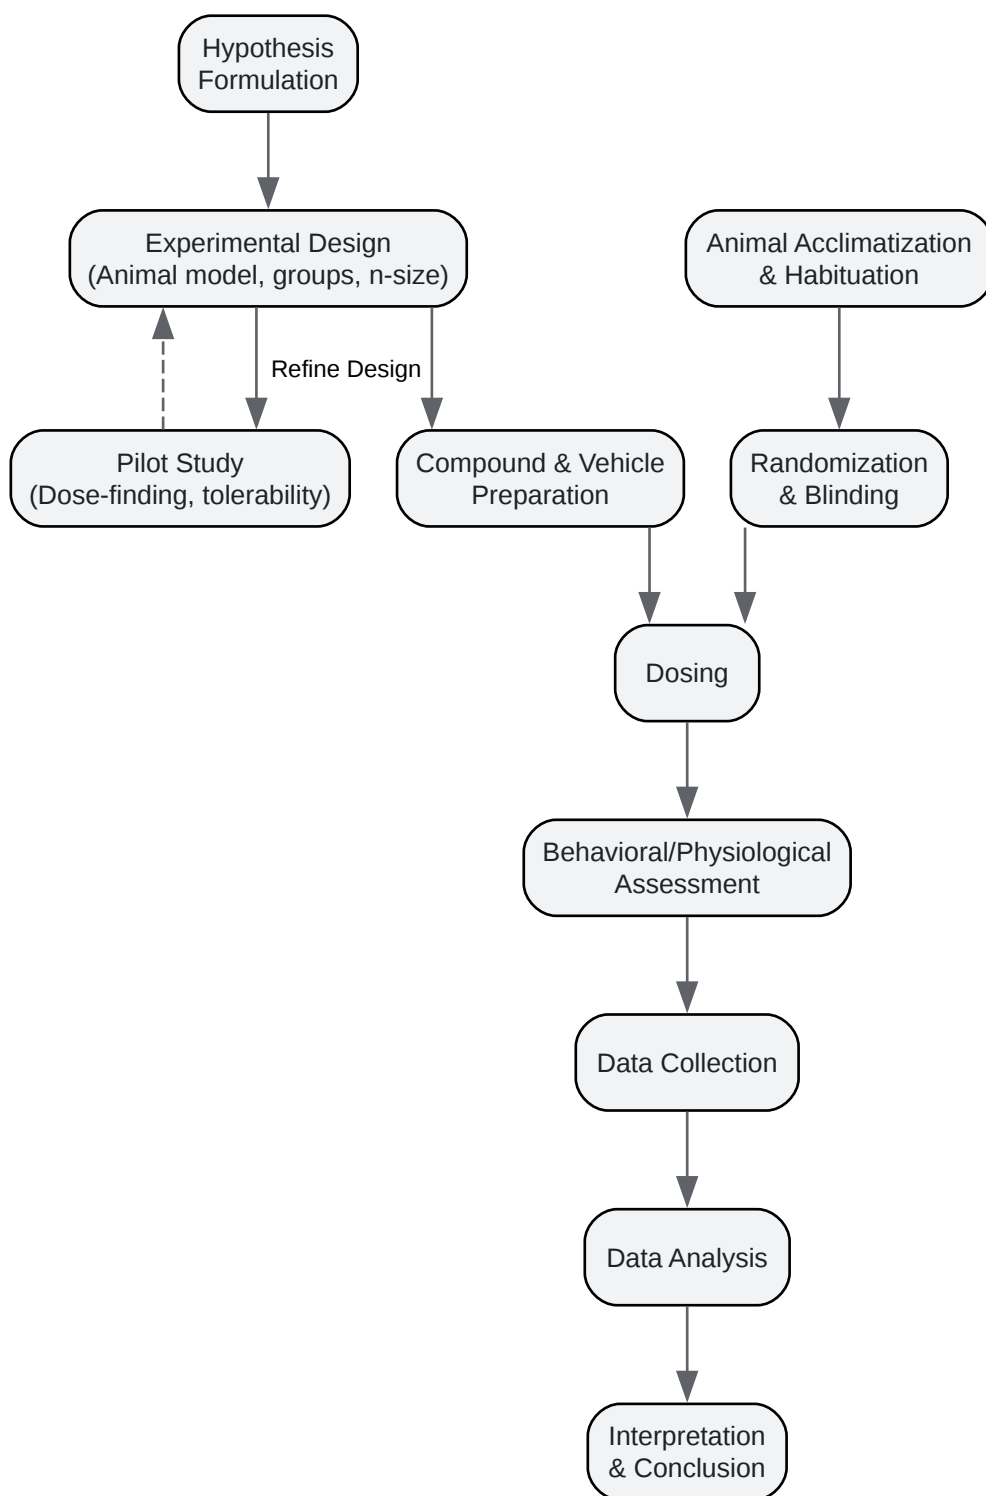 Hypothesis
Formulation
Experimental Design
(Animal model, groups, n-size)
Animal Acclimatization
& Habituation
Refine Design
Pilot Study
(Dose-finding, tolerability)
Compound & Vehicle
Preparation
Randomization
& Blinding
Dosing
Behavioral/Physiological
Assessment
Data Collection
Data Analysis
Interpretation
& Conclusion